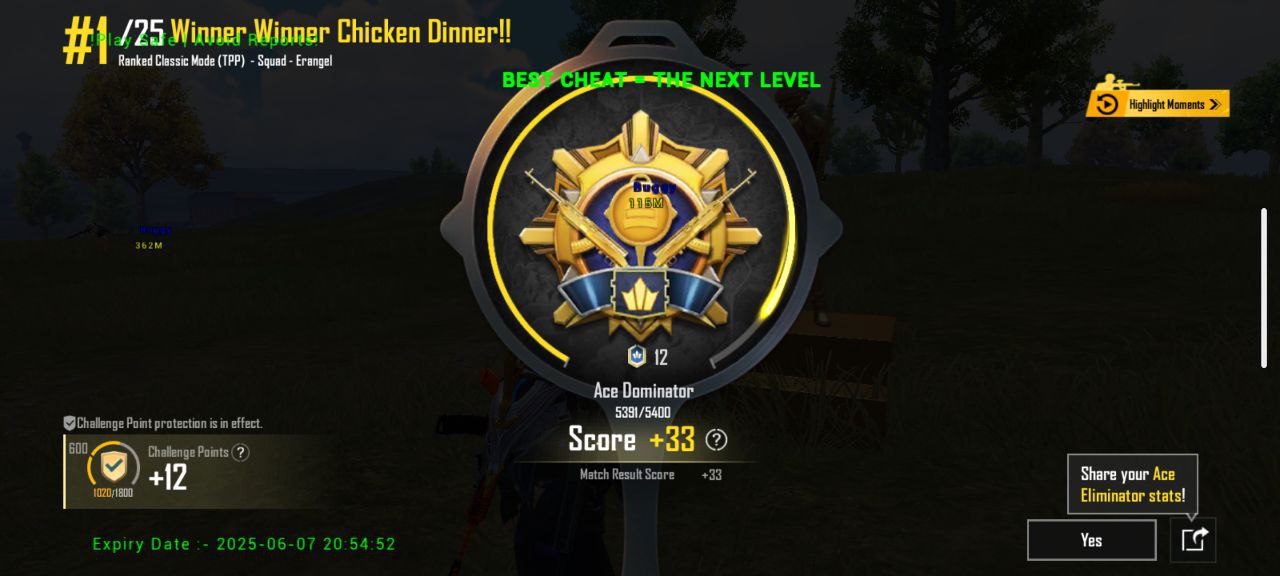 #1 /25 Winner Winner Chicken Dinner!!
!Play Safe | Avoid Reports.
Ranked Classic Mode (TPP) - Squad - Erangel
BEST CHEAT = THE NEXT LEVEL
Highlight Moments
Buggy
115M
Buggy
362M
12
Ace Dominator
5391/5400
Score +33 ?
Match Result Score +33
Challenge Point protection is in effect.
600
Challenge Points ?
+12
1020/1800
Share your Ace
Eliminator stats!
Expiry Date :- 2025-06-07 20:54:52
Yes